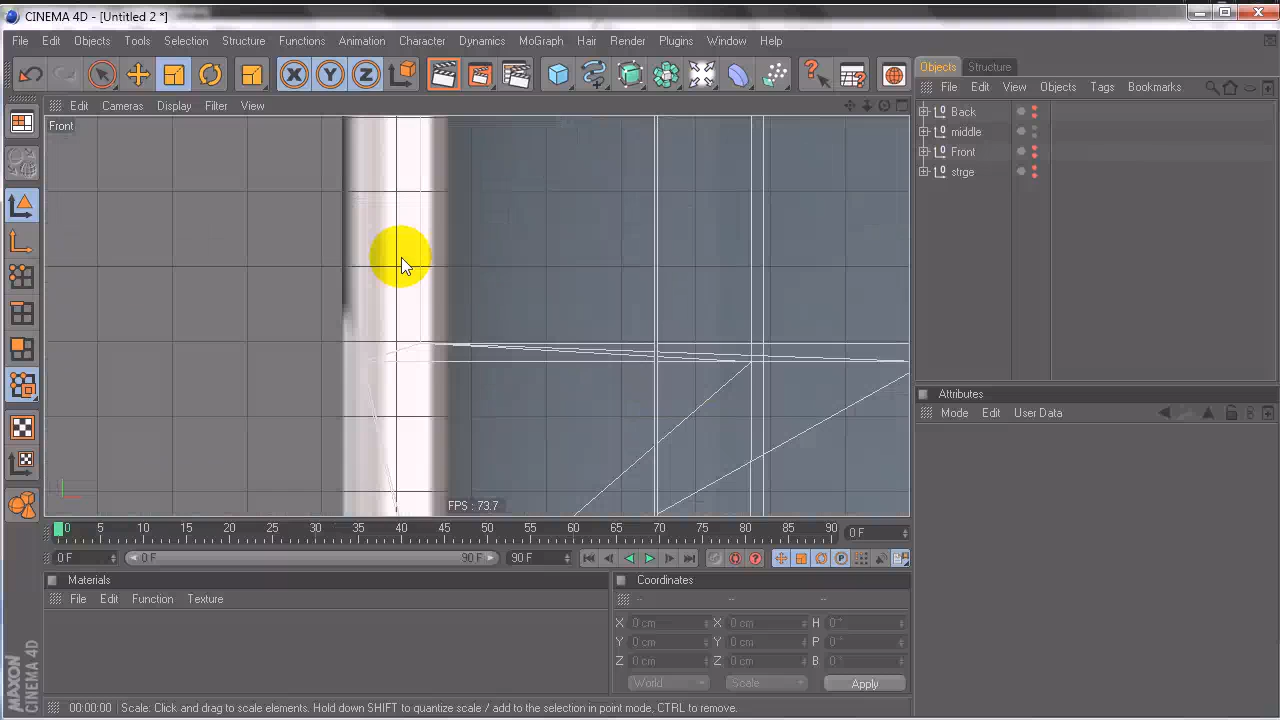 CINEMA 4D - [Untitled 2 *]
File Edit Objects Tools Selection Structure Functions Animation Character Dynamics MoGraph Hair Render Plugins Window Help
Objects Structure
Edit Cameras Display Filter View
File Edit View Objects Tags Bookmarks
Front
Back
middle
Front
strge
Attributes
Mode Edit User Data
FPS : 73.7
0 5 10 15 20 25 30 35 40 45 50 55 60 65 70 75 80 85 90 0 F
0 F 0 F 90 F 90 F
Materials
File Edit Function Texture
Coordinates
-- -- --
X 0 cm X 0 cm H 0 °
Y 0 cm Y 0 cm P 0 °
Z 0 cm Z 0 cm B 0 °
World Scale Apply
MAXON
CINEMA 4D
00:00:00 Scale: Click and drag to scale elements. Hold down SHIFT to quantize scale / add to the selection in point mode, CTRL to remove.